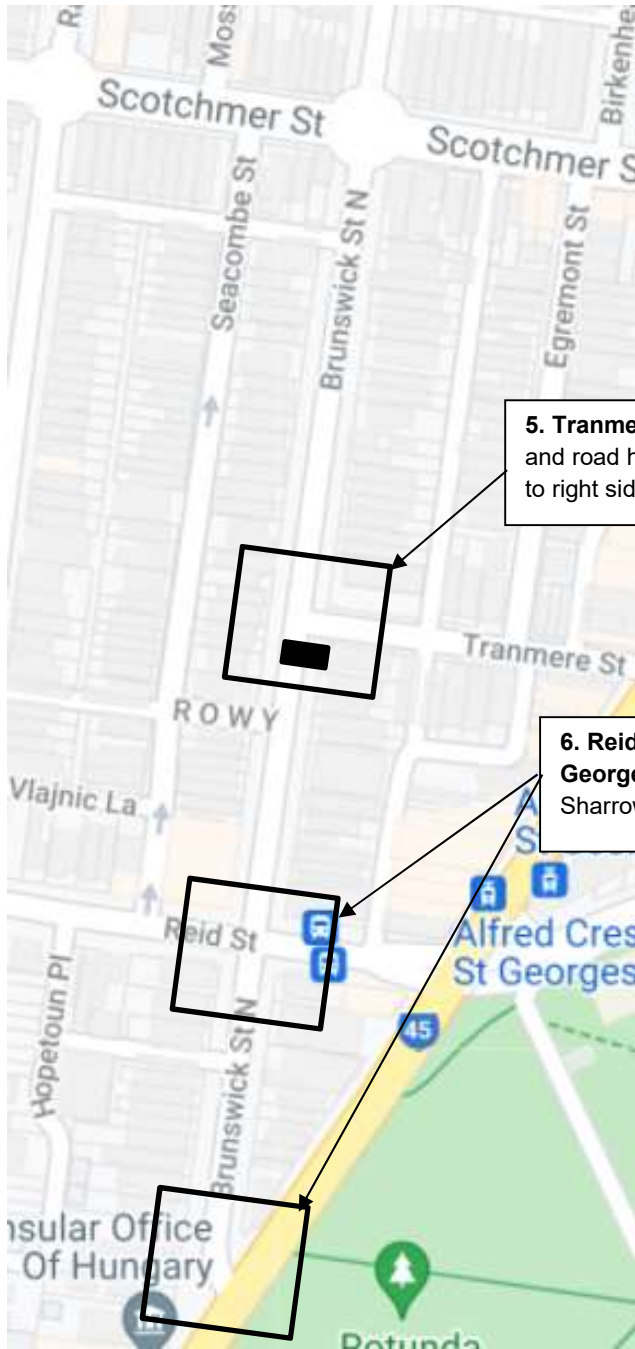 Mos
Scotchmer St
Scotchmer S
Birkenhe
Seacombe St
Brunswick St N
Egremont St
5. Tranme
and road h
to right sid
Tranmere St
ROWY
6. Reid
George
Sharrow
Vlajnic La
Reid St
Alfred Cres
St Georges
45
Hopetoun Pl
Brunswick St N
nsular Office
Of Hungary
Rotunda